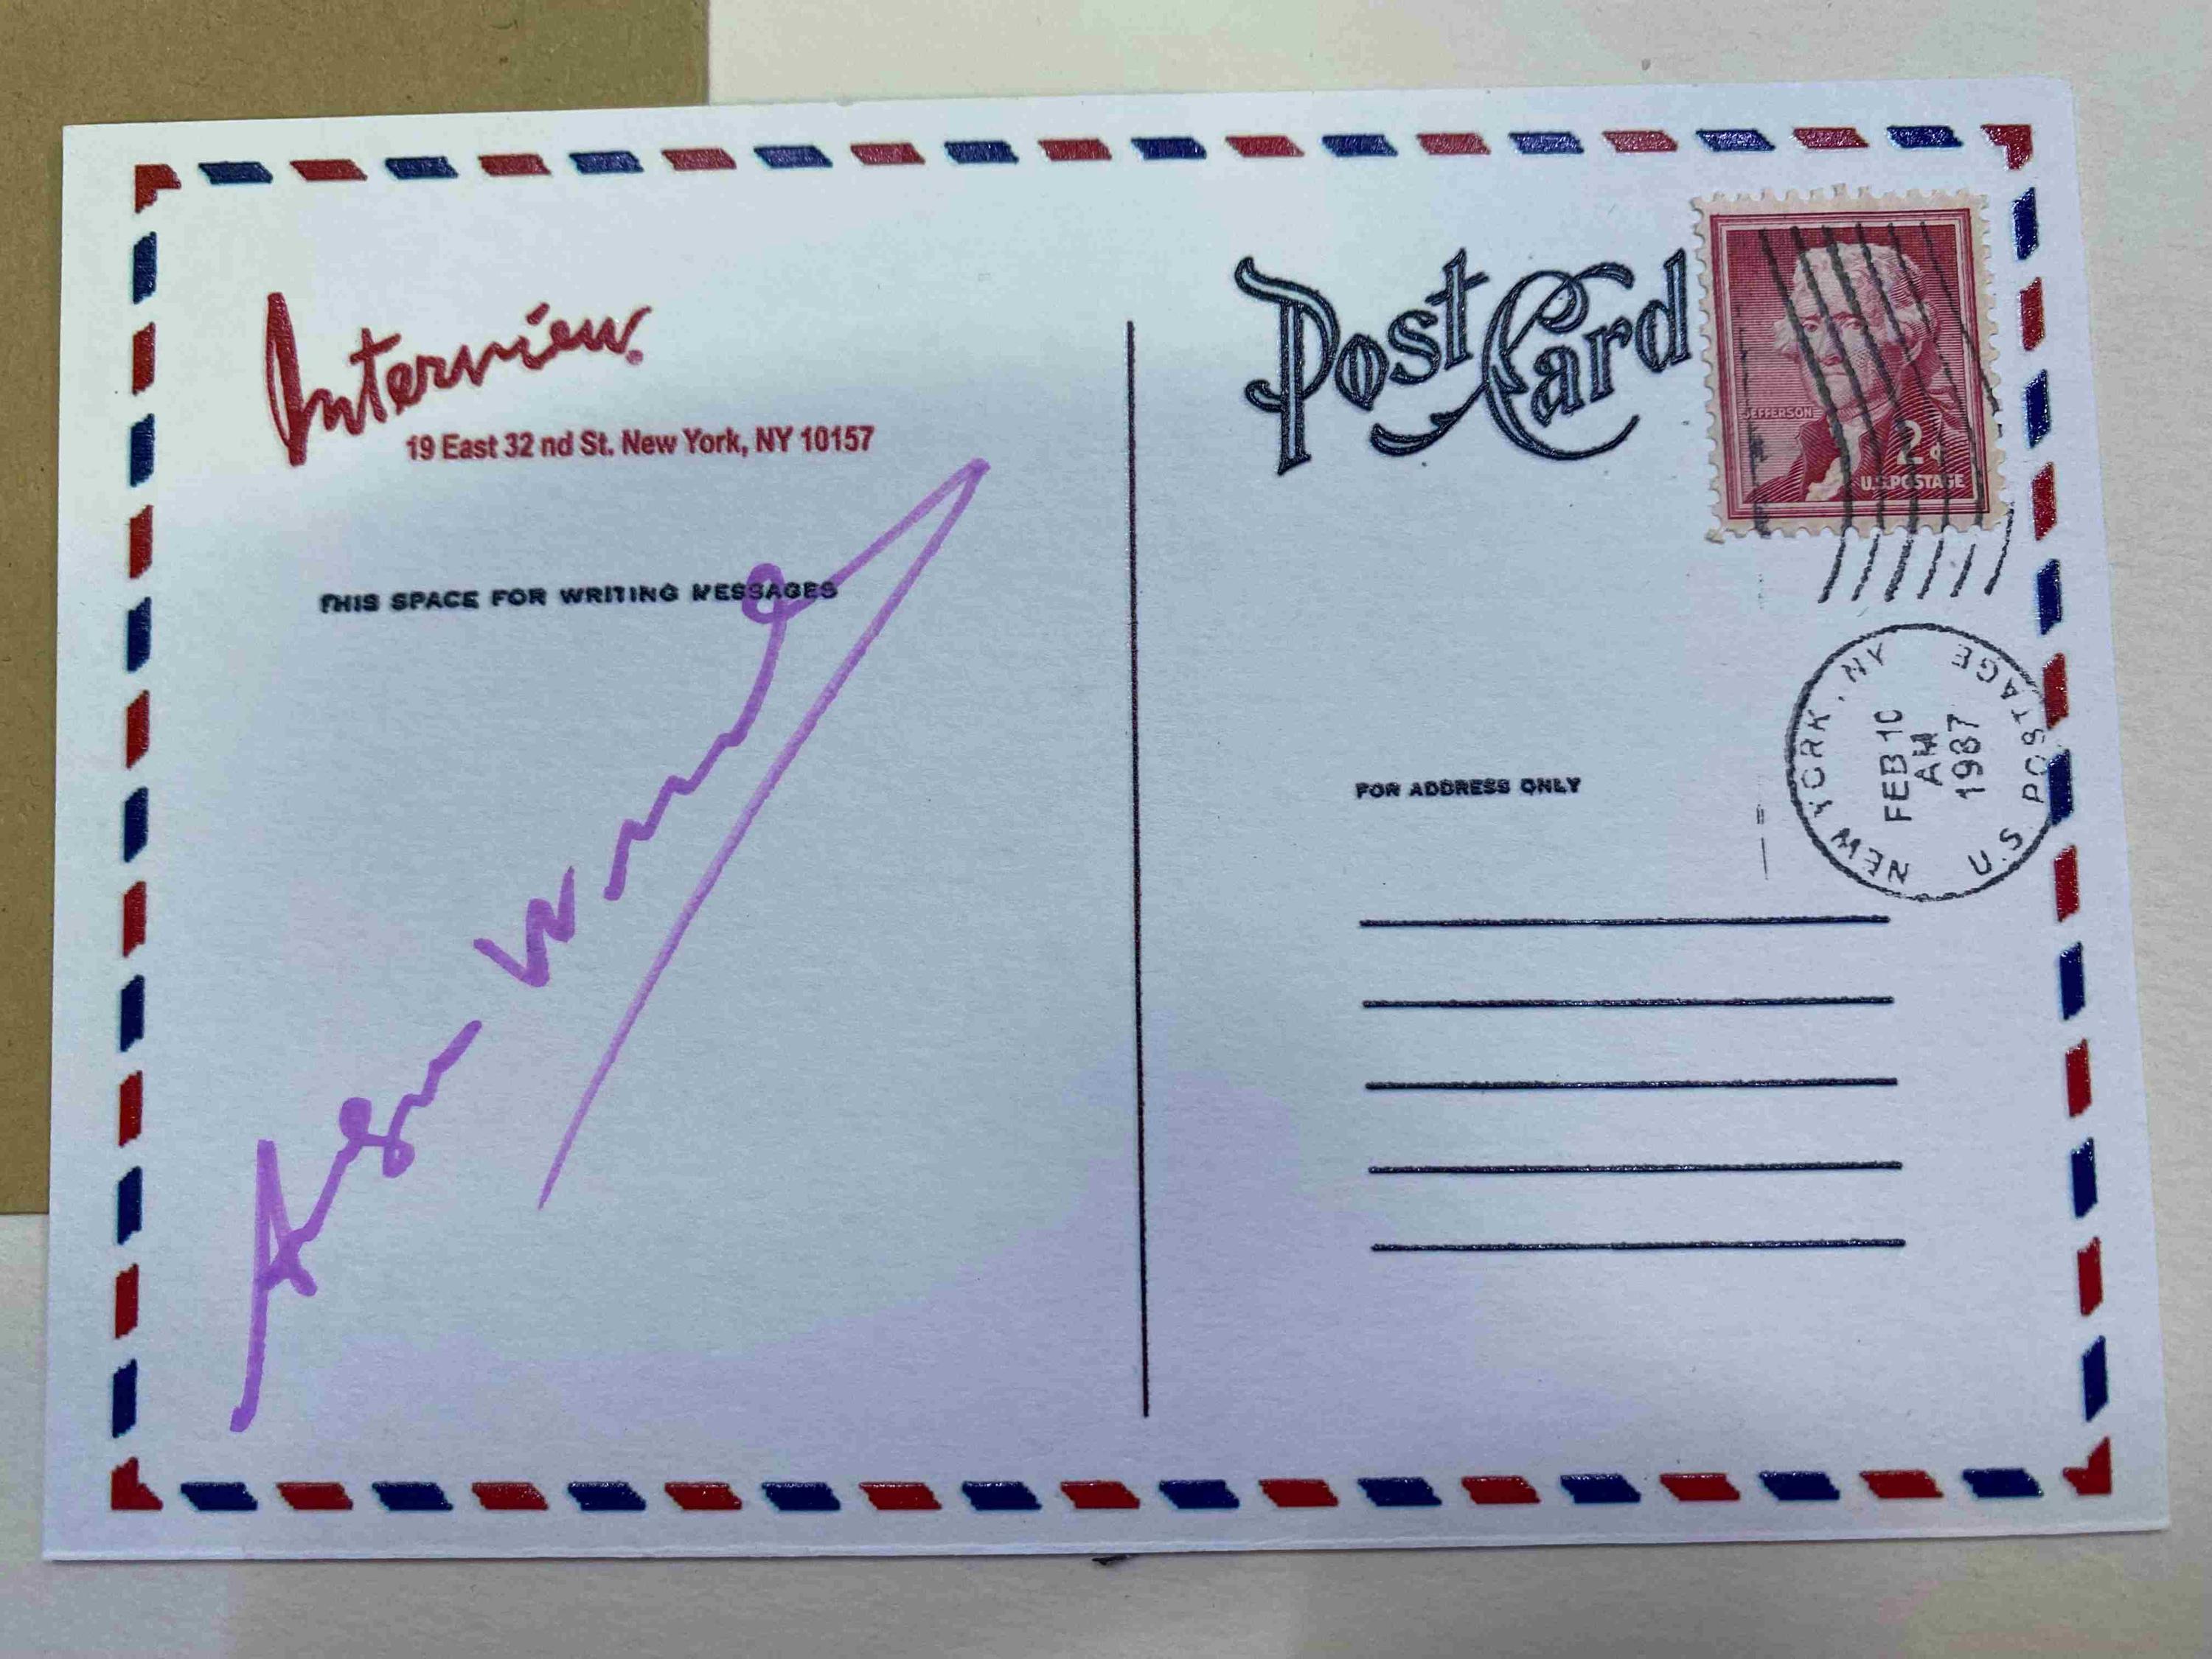 Interview
19 East 32 nd St. New York, NY 10157
THIS SPACE FOR WRITING MESSAGES
Post Card
JEFFERSON
2¢
U.S. POSTAGE
NEW YORK, NY
FEB 10
AM
1987
U.S. POSTAGE
FOR ADDRESS ONLY